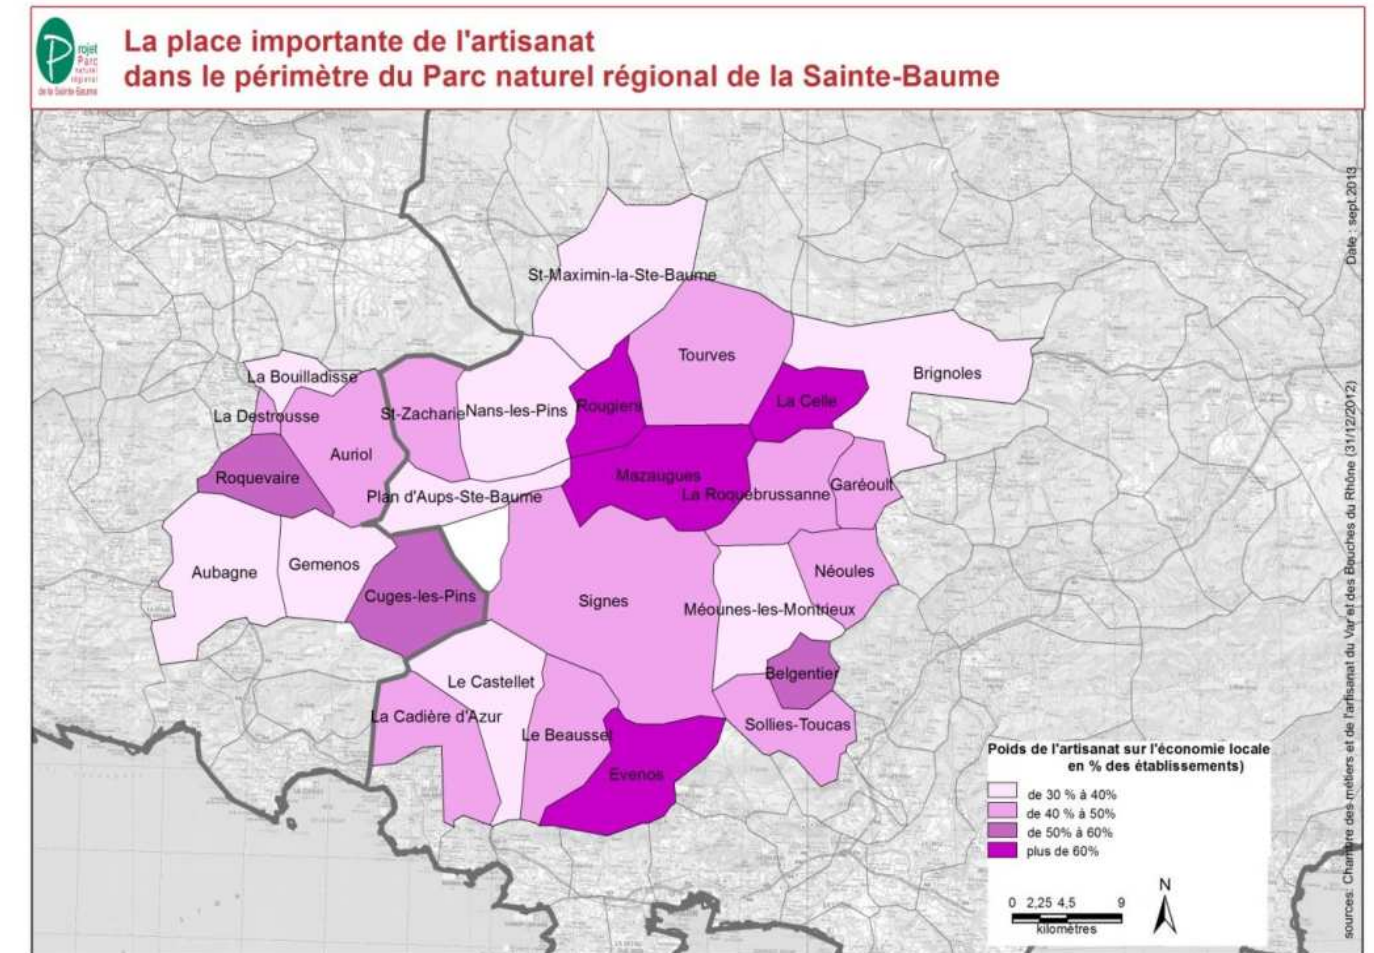 Projet
Parc
naturel
régional
de la Sainte-Baume
La place importante de l'artisanat
dans le périmètre du Parc naturel régional de la Sainte-Baume
Date : sept.2013
St-Maximin-la-Ste-Baume
Tourves
La Bouilladisse
Brignoles
La Destrousse
St-Zacharie
Nans-les-Pins
Rougiers
La Celle
Auriol
Roquevaire
Mazaugues
Plan d'Aups-Ste-Baume
La Roquebrussanne
Garéoult
Aubagne
Gemenos
Cuges-les-Pins
Signes
Néoules
Méounes-les-Montrieux
Belgentier
Le Castellet
La Cadière d'Azur
Le Beausset
Sollies-Toucas
Evenos
Poids de l'artisanat sur l'économie locale
en % des établissements)
de 30 % à 40%
de 40 % à 50%
de 50% à 60%
plus de 60%
N
0 2,25 4,5 9
kilomètres
sources: Chambre des métiers et de l'artisanat du Var et des Bouches du Rhône (31/12/2012)